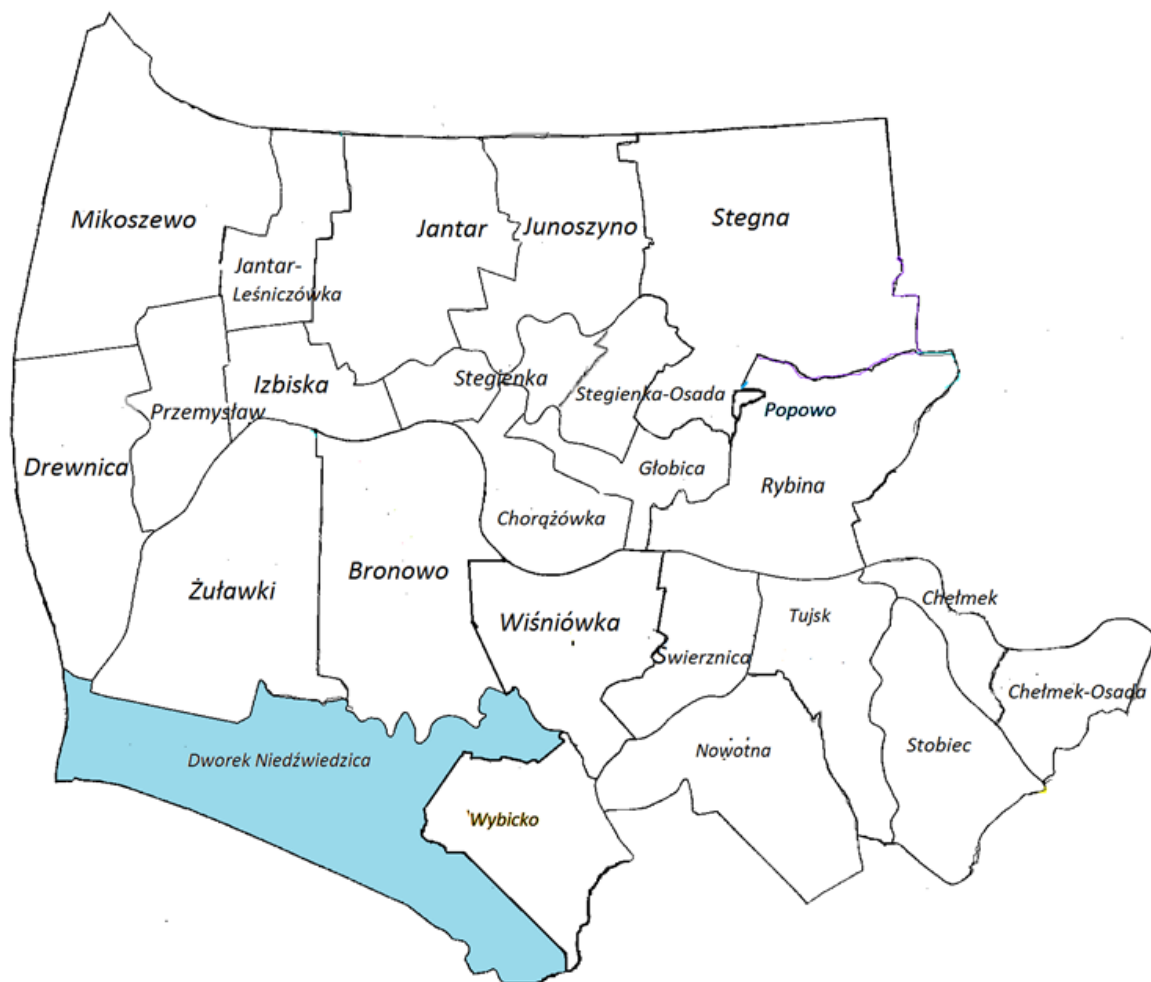 Mikoszewo
Jantar
Junoszyno
Stegna
Jantar-
Leśniczówka
Izbiska
Stegienka
Stegienka-Osada
Przemysław
Popowo
Drewnica
Głobica
Rybina
Chorążówka
Żuławki
Bronowo
Wiśniówka
Chełmek
Tujsk
Świerznica
Chełmek-Osada
Dworek Niedźwiedzica
Nowotna
Stobiec
Wybicko